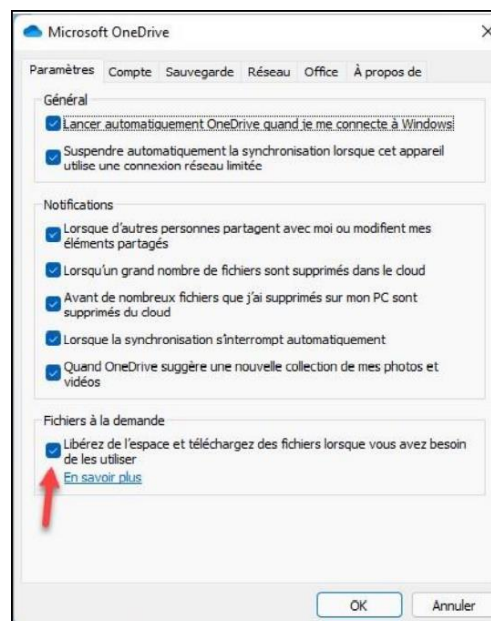 Microsoft OneDrive
Paramètres Compte Sauvegarde Réseau Office À propos de
Général
Lancer automatiquement OneDrive quand je me connecte à Windows
Suspendre automatiquement la synchronisation lorsque cet appareil
utilise une connexion réseau limitée
Notifications
Lorsque d'autres personnes partagent avec moi ou modifient mes
éléments partagés
Lorsqu'un grand nombre de fichiers sont supprimés dans le cloud
Avant de nombreux fichiers que j'ai supprimés sur mon PC sont
supprimés du cloud
Lorsque la synchronisation s'interrompt automatiquement
Quand OneDrive suggère une nouvelle collection de mes photos et
vidéos
Fichiers à la demande
Libérez de l'espace et téléchargez des fichiers lorsque vous avez besoin
de les utiliser
En savoir plus
OK Annuler